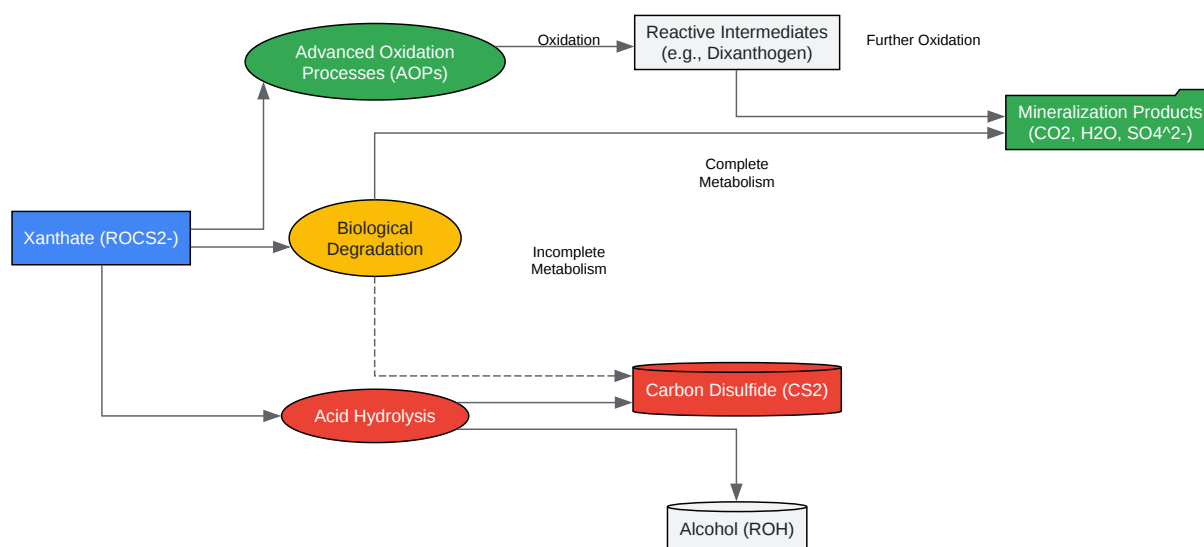 Advanced Oxidation
Processes (AOPs)
Oxidation
Reactive Intermediates
(e.g., Dixanthogen)
Further Oxidation
Mineralization Products
(CO2, H2O, SO4^2-)
Complete
Metabolism
Xanthate (ROCS2-)
Biological
Degradation
Incomplete
Metabolism
Carbon Disulfide (CS2)
Acid Hydrolysis
Alcohol (ROH)